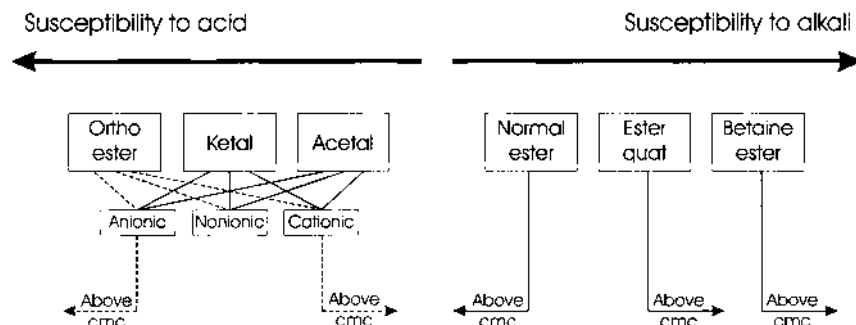 Susceptibility to acid
Susceptibility to alkali
Ortho
ester
Ketal
Acetal
Normal
ester
Ester
quat
Betaine
ester
Anionic
Nonionic
Cationic
Above
cmc
Above
cmc
Above
cmc
Above
cmc
Above
cmc